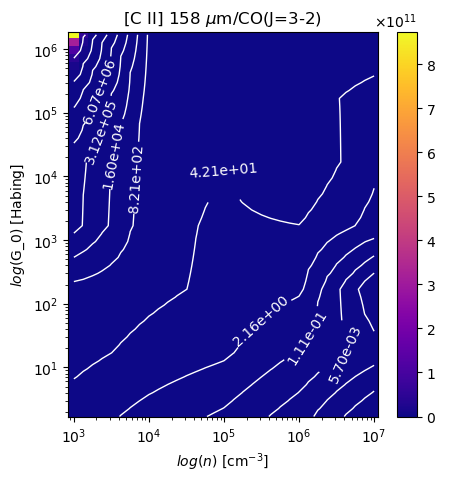 [C II] 158 μm/CO(J=3-2)
×10¹¹
10⁶
10⁵
10⁴
10³
10²
10¹
log(G_0) [Habing]
6.07e+06
3.12e+05
1.60e+04
8.21e+02
4.21e+01
2.16e+00
1.11e-01
5.70e-03
10³
10⁴
10⁵
10⁶
10⁷
log(n) [cm⁻³]
8
7
6
5
4
3
2
1
0